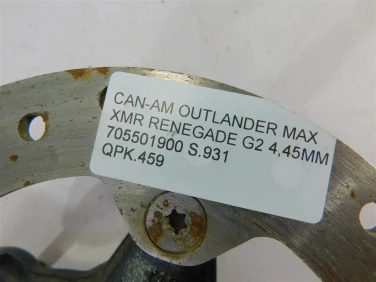 CAN-AM OUTLANDER MAX
XMR RENEGADE G2 4,45MM
705501900 S.931
QPK.459